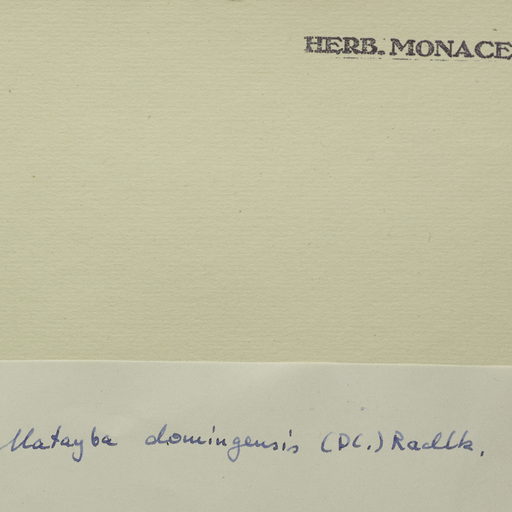 HERB. MONACE
Matayba domingensis (DC.) Radlk.